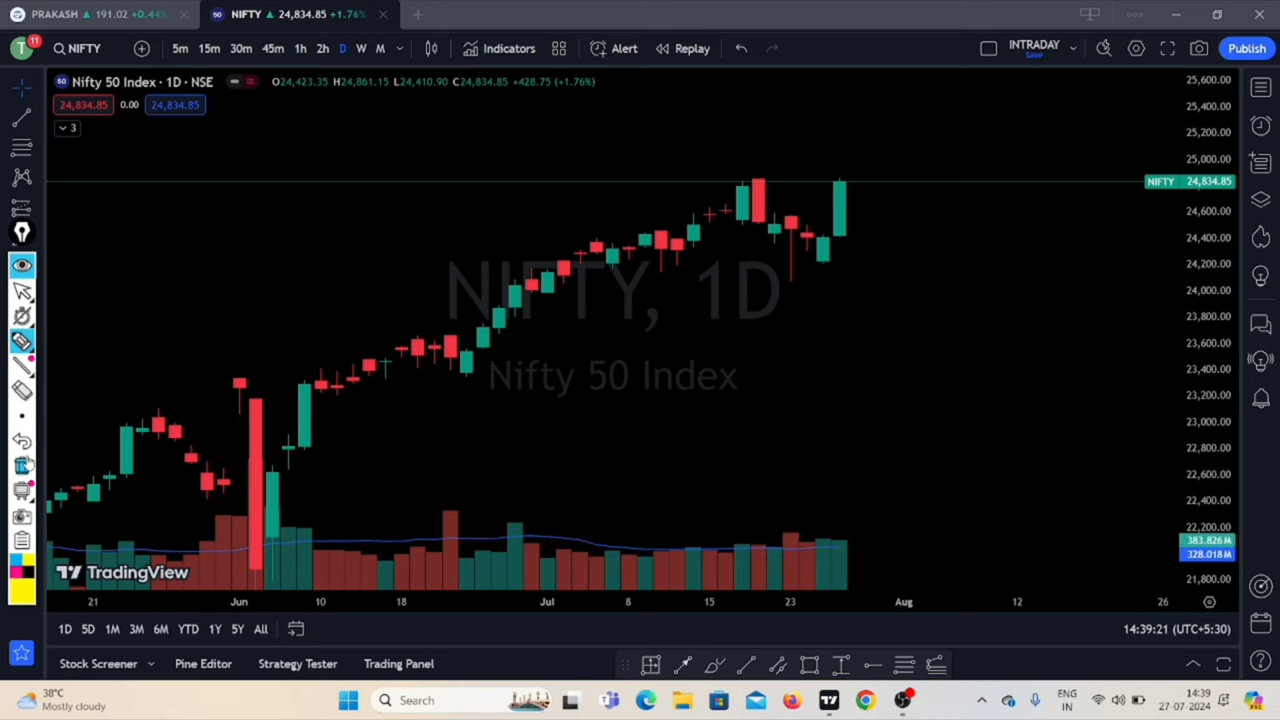 PRAKASH ▲ 191.02 +0.44%
NIFTY ▲ 24,834.85 +1.76%
T 11
NIFTY 5m 15m 30m 45m 1h 2h D W M Indicators Alert Replay INTRADAY Save Publish
50 Nifty 50 Index · 1D · NSE O24,423.35 H24,861.15 L24,410.90 C24,834.85 +428.75 (+1.76%)
24,834.85 0.00 24,834.85
3
25,600.00
25,400.00
25,200.00
25,000.00
NIFTY 24,834.85
24,600.00
24,400.00
24,200.00
24,000.00
23,800.00
23,600.00
23,400.00
23,200.00
23,000.00
22,800.00
22,600.00
22,400.00
22,200.00
383.826M
328.018M
21,800.00
NIFTY, 1D
Nifty 50 Index
TradingView
21 Jun 10 18 Jul 8 15 23 Aug 12 26
1D 5D 1M 3M 6M YTD 1Y 5Y All 14:39:21 (UTC+5:30)
Stock Screener Pine Editor Strategy Tester Trading Panel
38°C
Mostly cloudy
Search
ENG
IN
14:39
27-07-2024